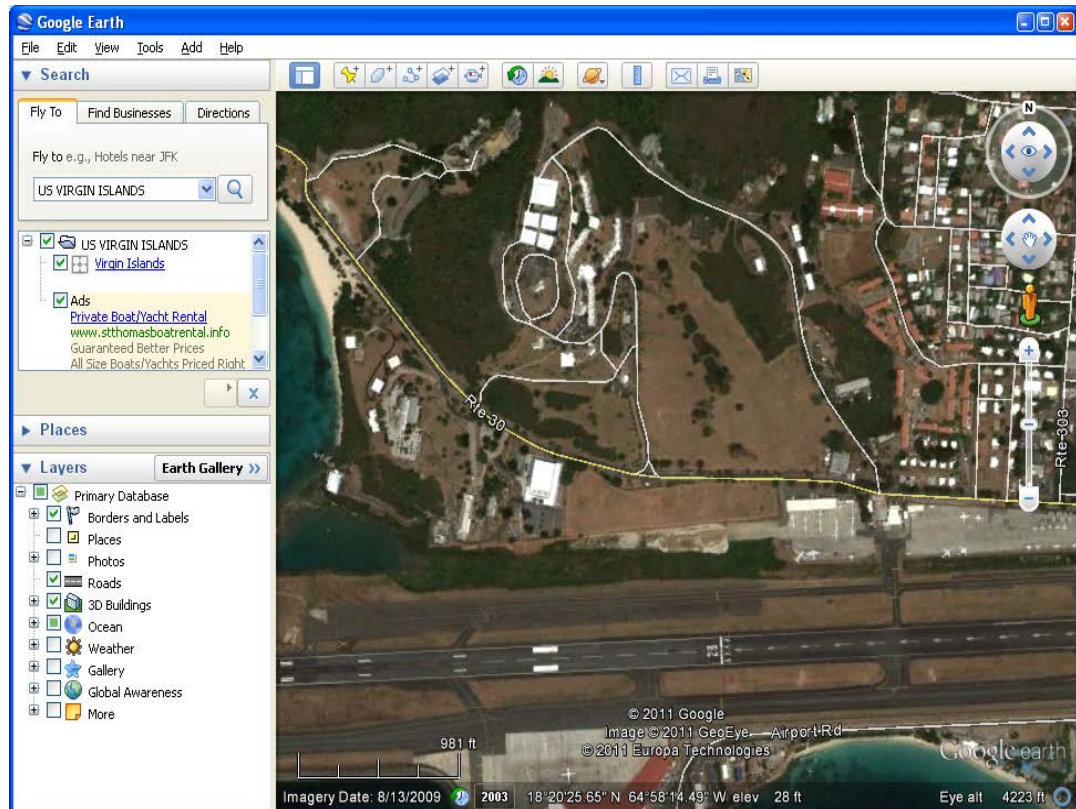 Google Earth
File Edit View Tools Add Help
Search
Fly To Find Businesses Directions
Fly to e.g., Hotels near JFK
US VIRGIN ISLANDS
US VIRGIN ISLANDS
Virgin Islands
Ads
Private Boat/Yacht Rental
www.stthomasboatrental.info
Guaranteed Better Prices
All Size Boats/Yachts Priced Right
Places
Layers Earth Gallery »
Primary Database
Borders and Labels
Places
Photos
Roads
3D Buildings
Ocean
Weather
Gallery
Global Awareness
More
N
Rte 30
Rte-303
28
© 2011 Google
Image © 2011 GeoEye
© 2011 Europa Technologies
Airport Rd
Google earth
981 ft
Imagery Date: 8/13/2009 2003 18°20'25.65" N 64°58'14.49" W elev 28 ft Eye alt 4223 ft